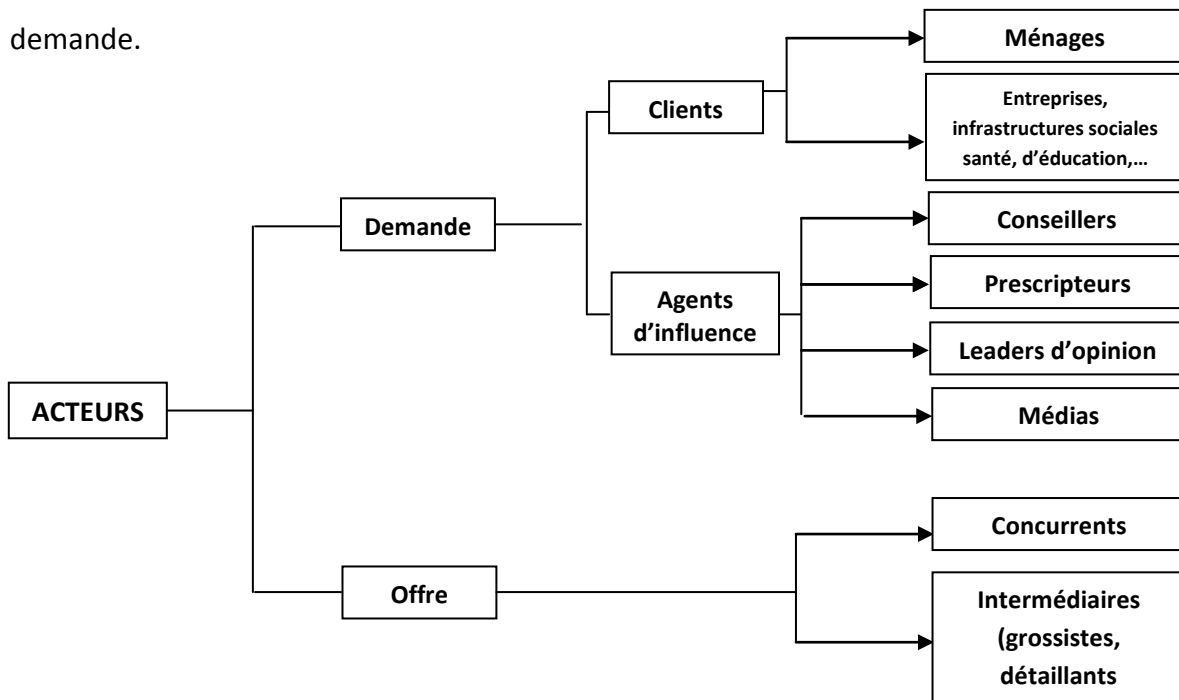 demande.
Ménages
Entreprises,
infrastructures sociales
santé, d’éducation,…
Clients
Demande
Conseillers
Prescripteurs
Agents
d’influence
Leaders d’opinion
Médias
ACTEURS
Concurrents
Offre
Intermédiaires
(grossistes,
détaillants